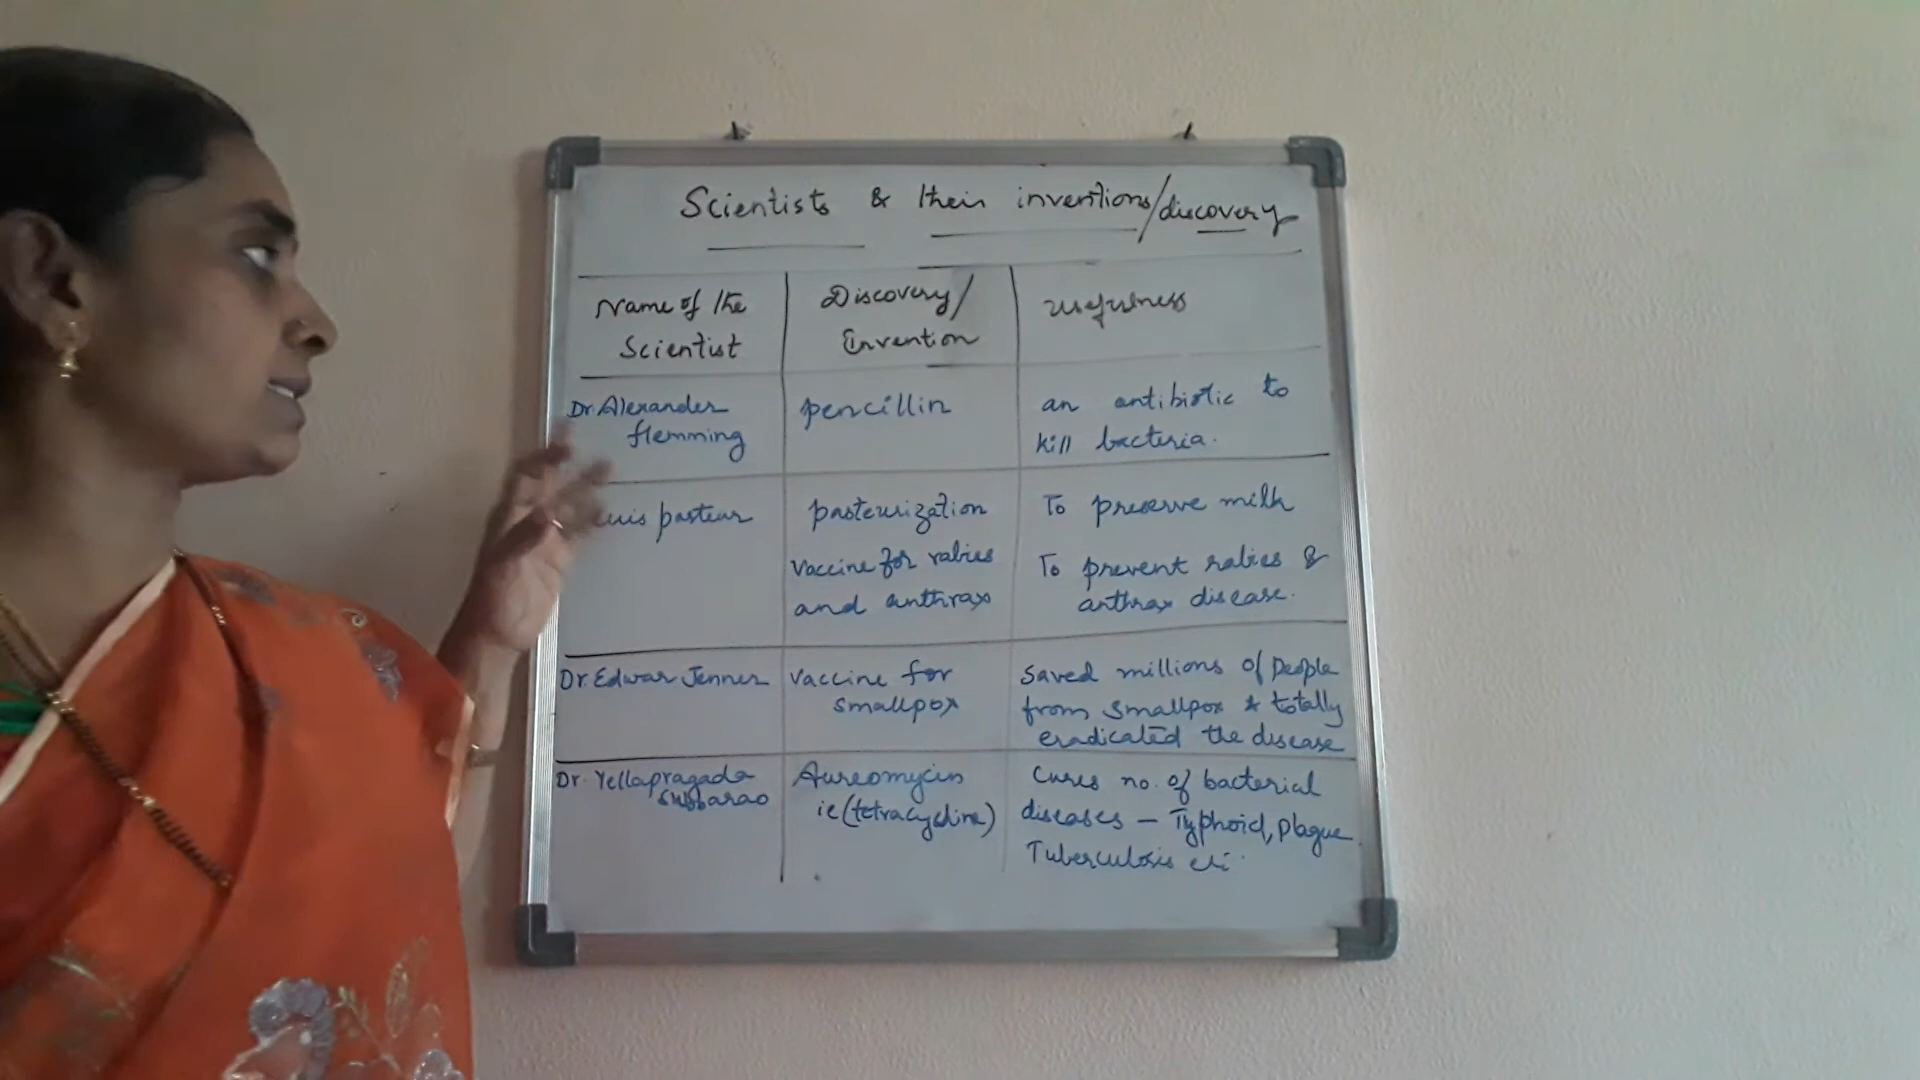 Scientists & their inventions/discovery
Name of the
Scientist
Discovery/
Invention
Usefulness
Dr. Alexander
flemming
pencillin
an antibiotic to
kill bacteria.
pasteur
pasteurization
Vaccine for rabies
and anthrax
To preserve milk
To prevent rabies &
anthrax disease.
Dr. Edwar Jenner
Vaccine for
smallpox
Saved millions of people
from smallpox & totally
eradicated the disease
Dr. Yellapragada
Subbarao
Aureomycin
ie (tetracycline)
Cures no. of bacterial
diseases - Typhoid, plague.
Tuberculosis etc.